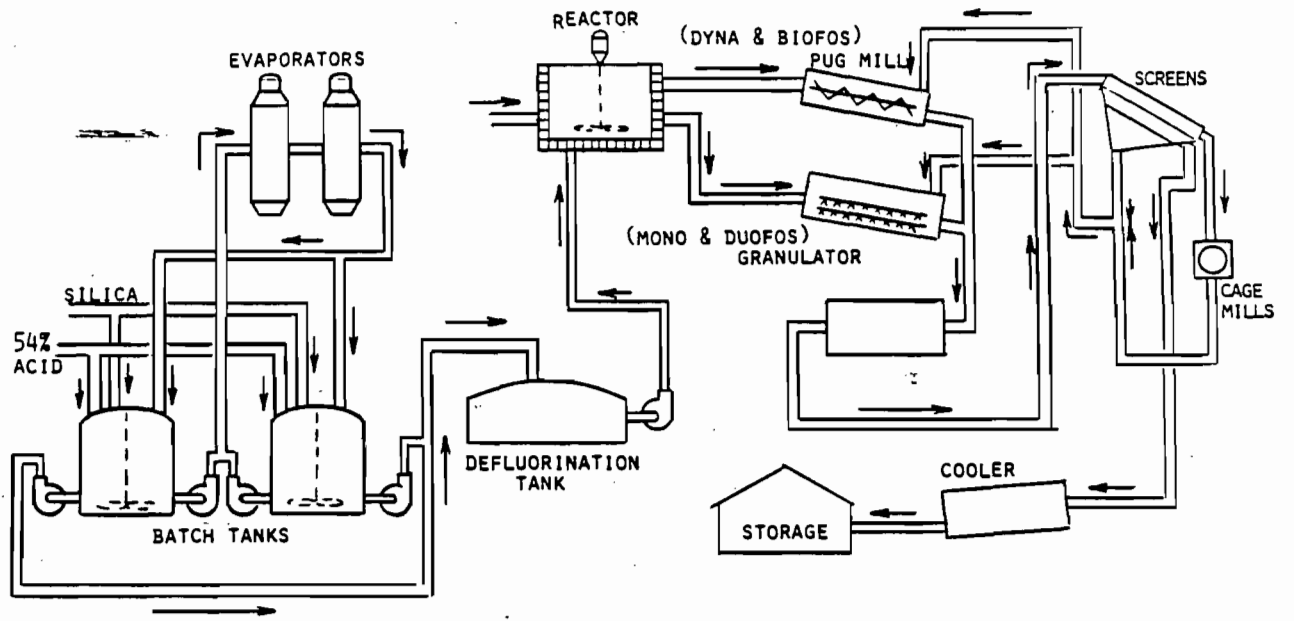 REACTOR
(DYNA & BIOFOS)
PUG MILL
EVAPORATORS
SCREENS
(MONO & DUOFOS)
GRANULATOR
SILICA
CAGE
MILLS
54%
ACID
DEFLUORINATION
TANK
COOLER
BATCH TANKS
STORAGE